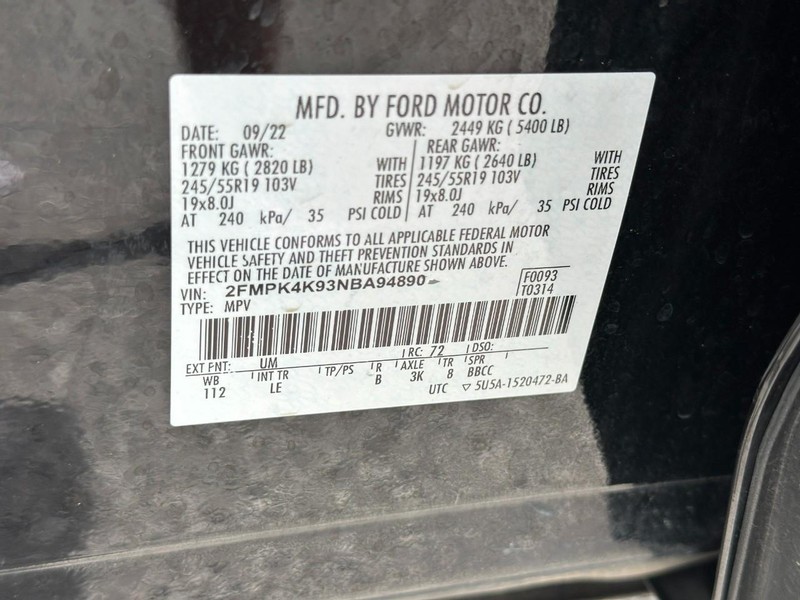 MFD. BY FORD MOTOR CO.
DATE: 09/22 GVWR: 2449 KG ( 5400 LB)
FRONT GAWR: REAR GAWR:
1279 KG ( 2820 LB) WITH 1197 KG ( 2640 LB) WITH
245/55R19 103V TIRES 245/55R19 103V TIRES
19x8.0J RIMS 19x8.0J RIMS
AT 240 kPa/ 35 PSI COLD AT 240 kPa/ 35 PSI COLD
THIS VEHICLE CONFORMS TO ALL APPLICABLE FEDERAL MOTOR
VEHICLE SAFETY AND THEFT PREVENTION STANDARDS IN
EFFECT ON THE DATE OF MANUFACTURE SHOWN ABOVE.
VIN: 2FMPK4K93NBA94890 F0093
TYPE: MPV T0314
EXT PNT: UM RC: 72 DSO:
WB INT TR TP/PS R AXLE TR SPR
112 LE B 3K 8 BBCC
UTC ▽ 5U5A-1520472-BA